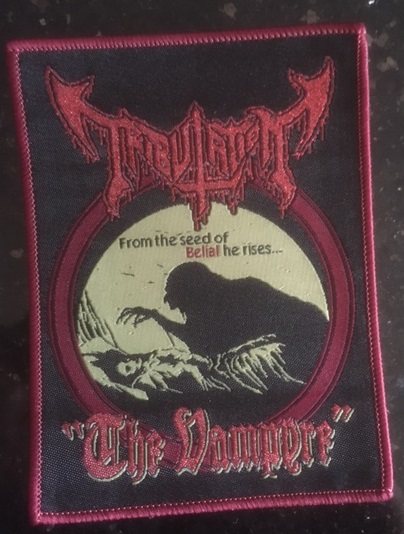 Tribulation
From the seed of
Belial he rises...
"The Vampyre"